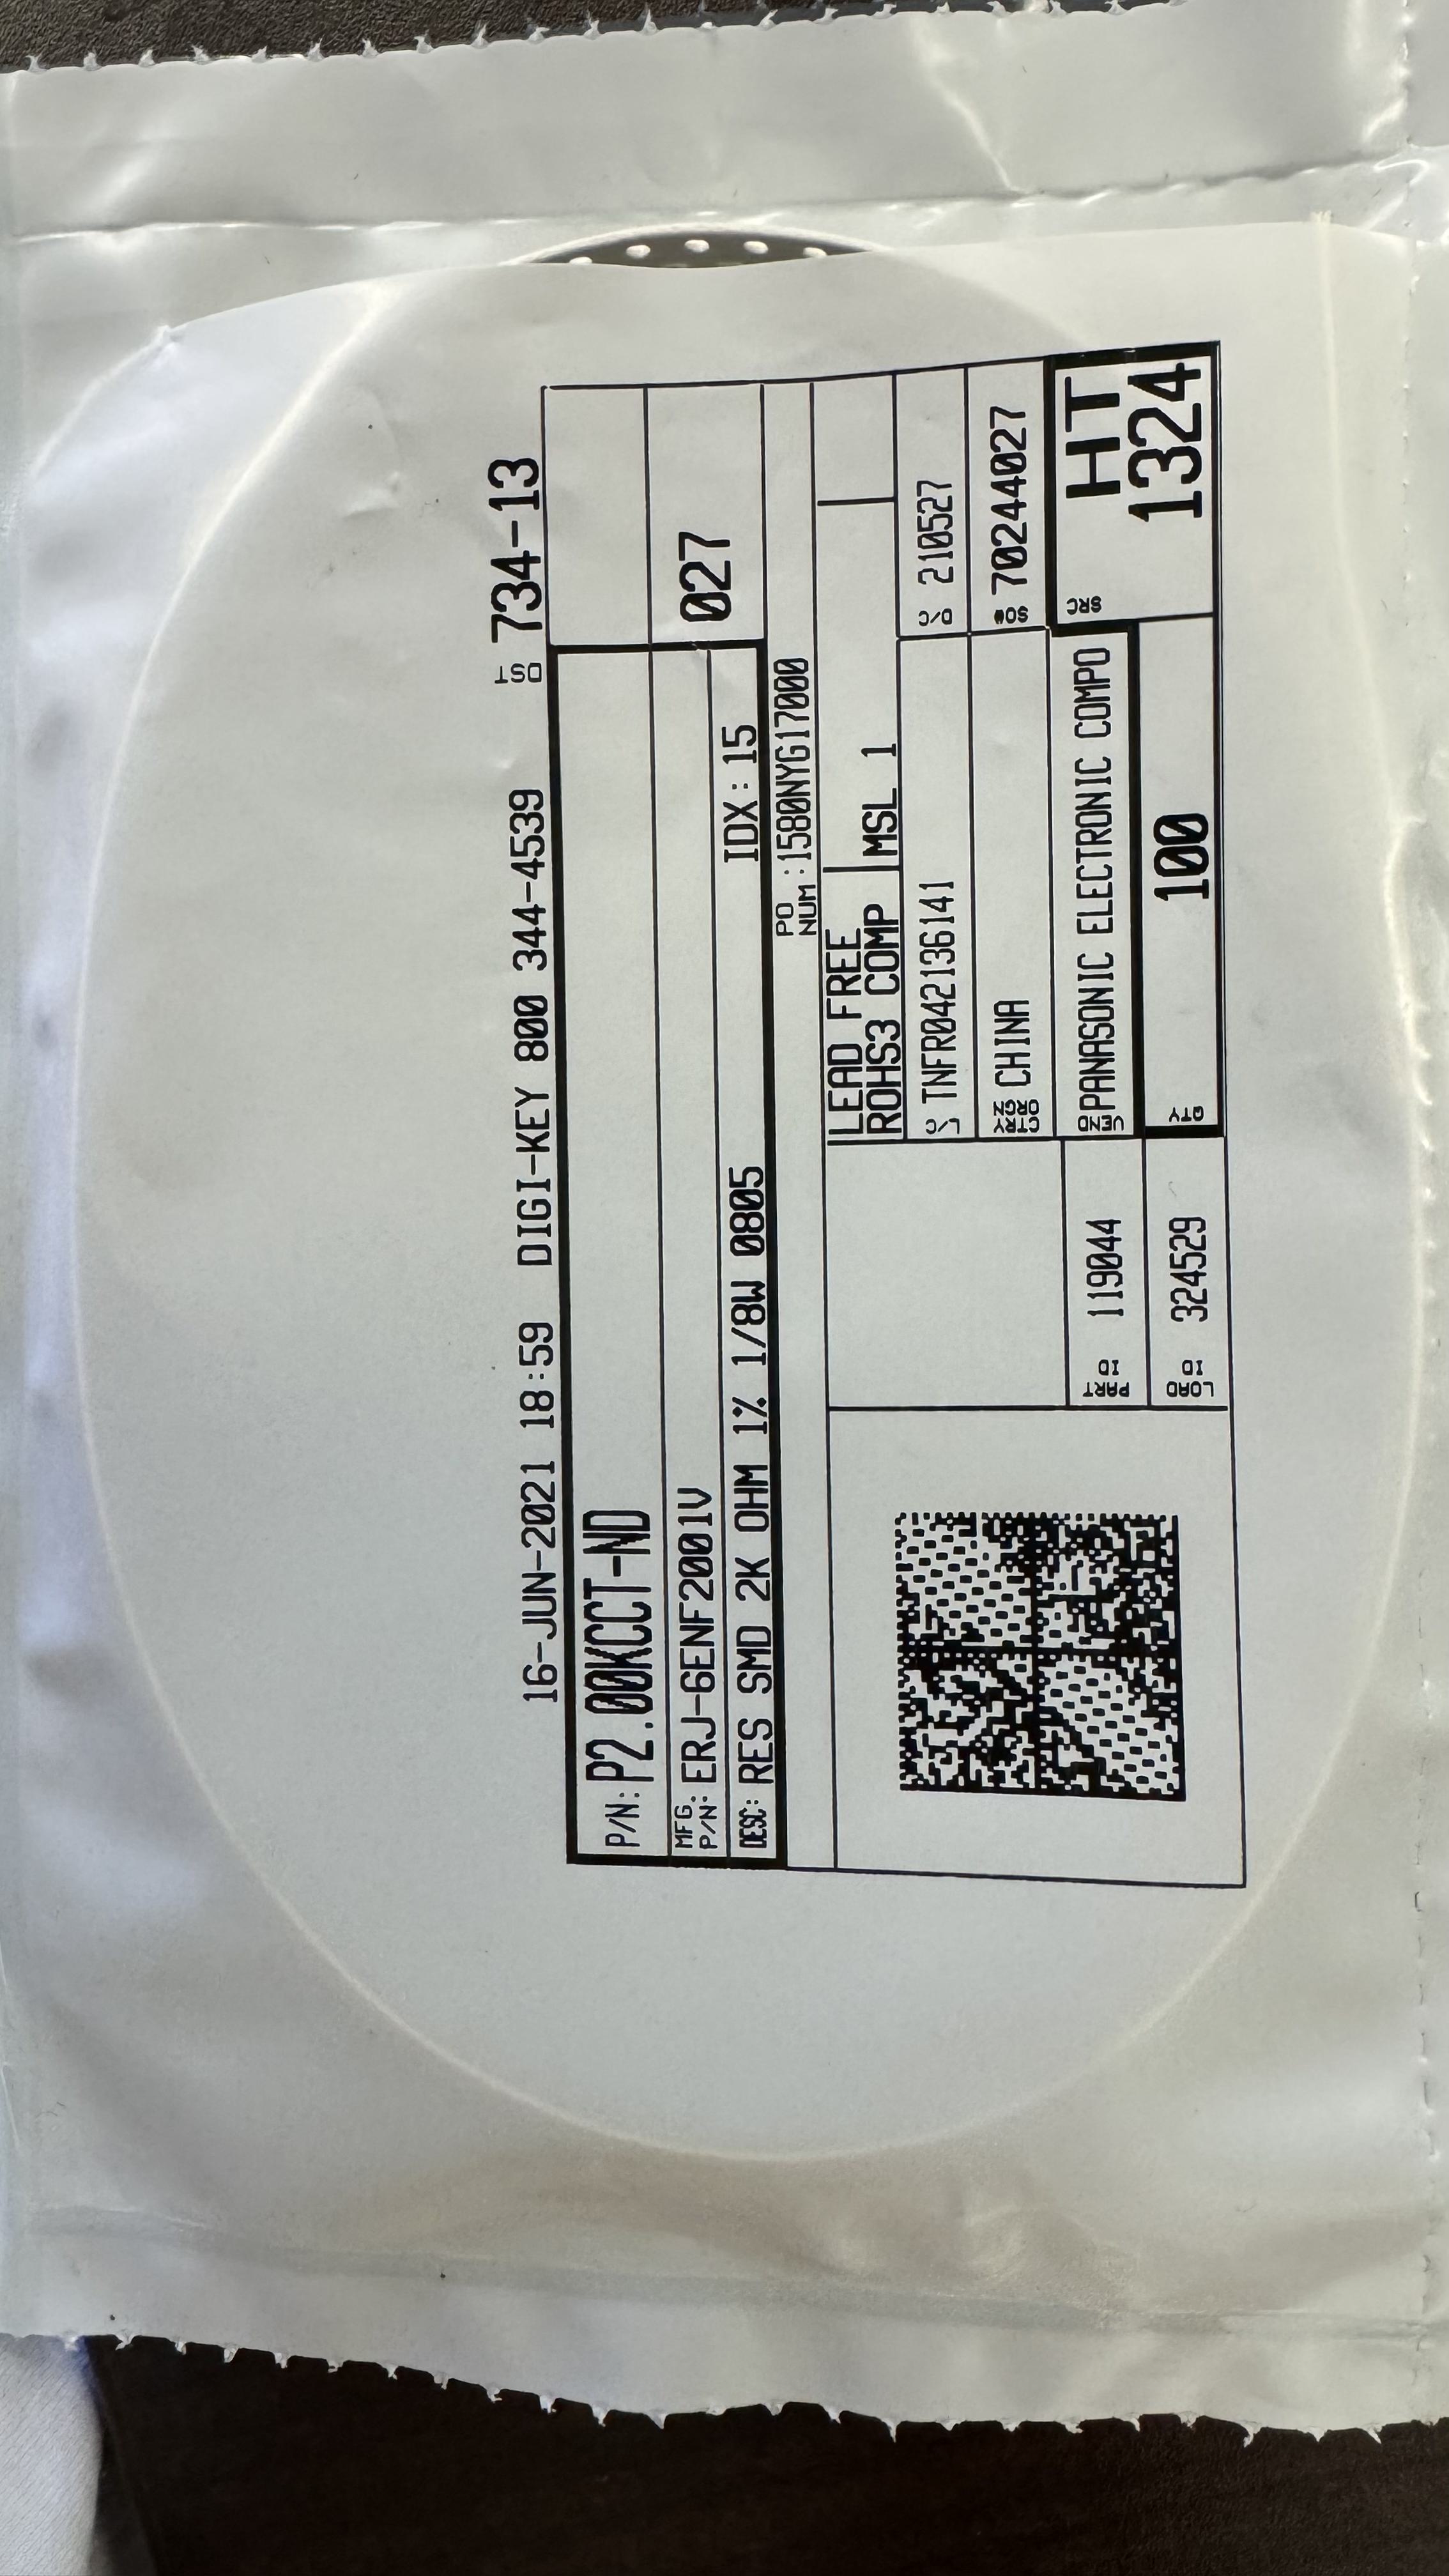 16-JUN-2021 18:59 DIGI-KEY 800 344-4539 DST 734-13
P/N: P2.00KCCT-ND
MFG. P/N: ERJ-6ENF2001V 027
DESC: RES SMD 2K OHM 1% 1/8W 0805 IDX: 15
PO NUM :1580NYG17000
LEAD FREE
ROHS3 COMP MSL 1
L/C TNFR042136141 D/C 210527
CTRY ORGZ CHINA SO# 70244027
PART ID 119044 VEND PANASONIC ELECTRONIC COMPO SRC HT
LOAD ID 324529 QTY 100 1324